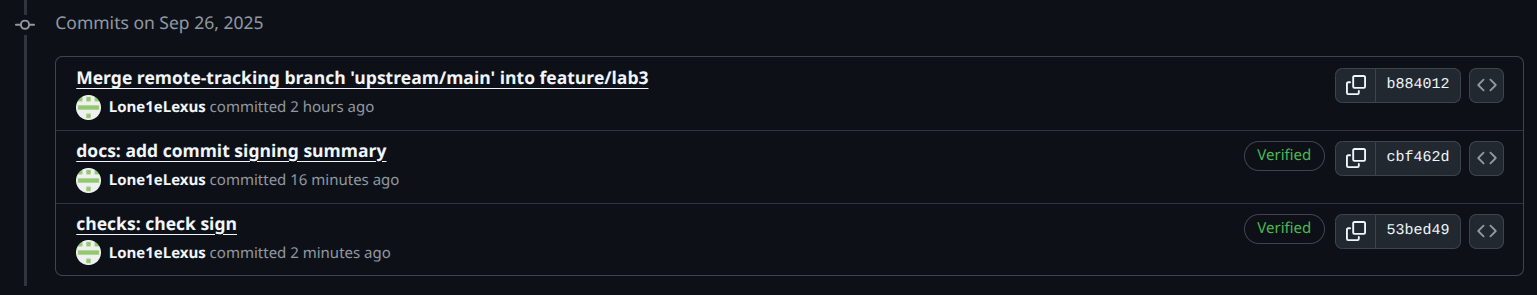 Commits on Sep 26, 2025
Merge remote-tracking branch 'upstream/main' into feature/lab3
Lone1eLexus committed 2 hours ago
b884012
docs: add commit signing summary
Lone1eLexus committed 16 minutes ago
Verified
cbf462d
checks: check sign
Lone1eLexus committed 2 minutes ago
Verified
53bed49